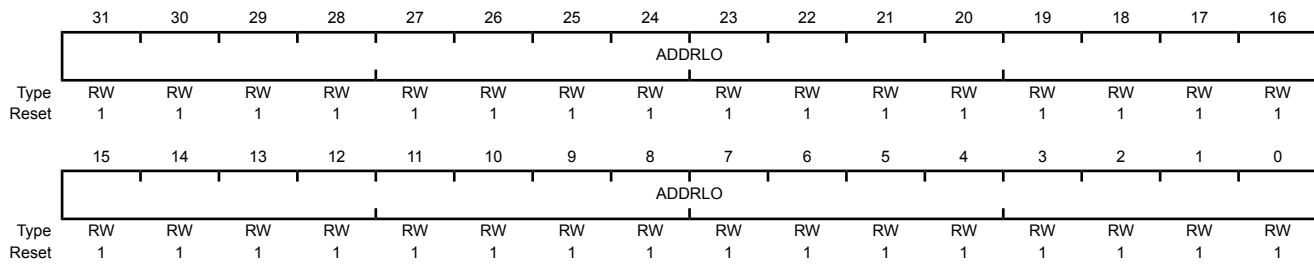 31 30 29 28 27 26 25 24 23 22 21 20 19 18 17 16
ADDRLO
Type RW RW RW RW RW RW RW RW RW RW RW RW RW RW RW RW
Reset 1 1 1 1 1 1 1 1 1 1 1 1 1 1 1 1
15 14 13 12 11 10 9 8 7 6 5 4 3 2 1 0
ADDRLO
Type RW RW RW RW RW RW RW RW RW RW RW RW RW RW RW RW
Reset 1 1 1 1 1 1 1 1 1 1 1 1 1 1 1 1